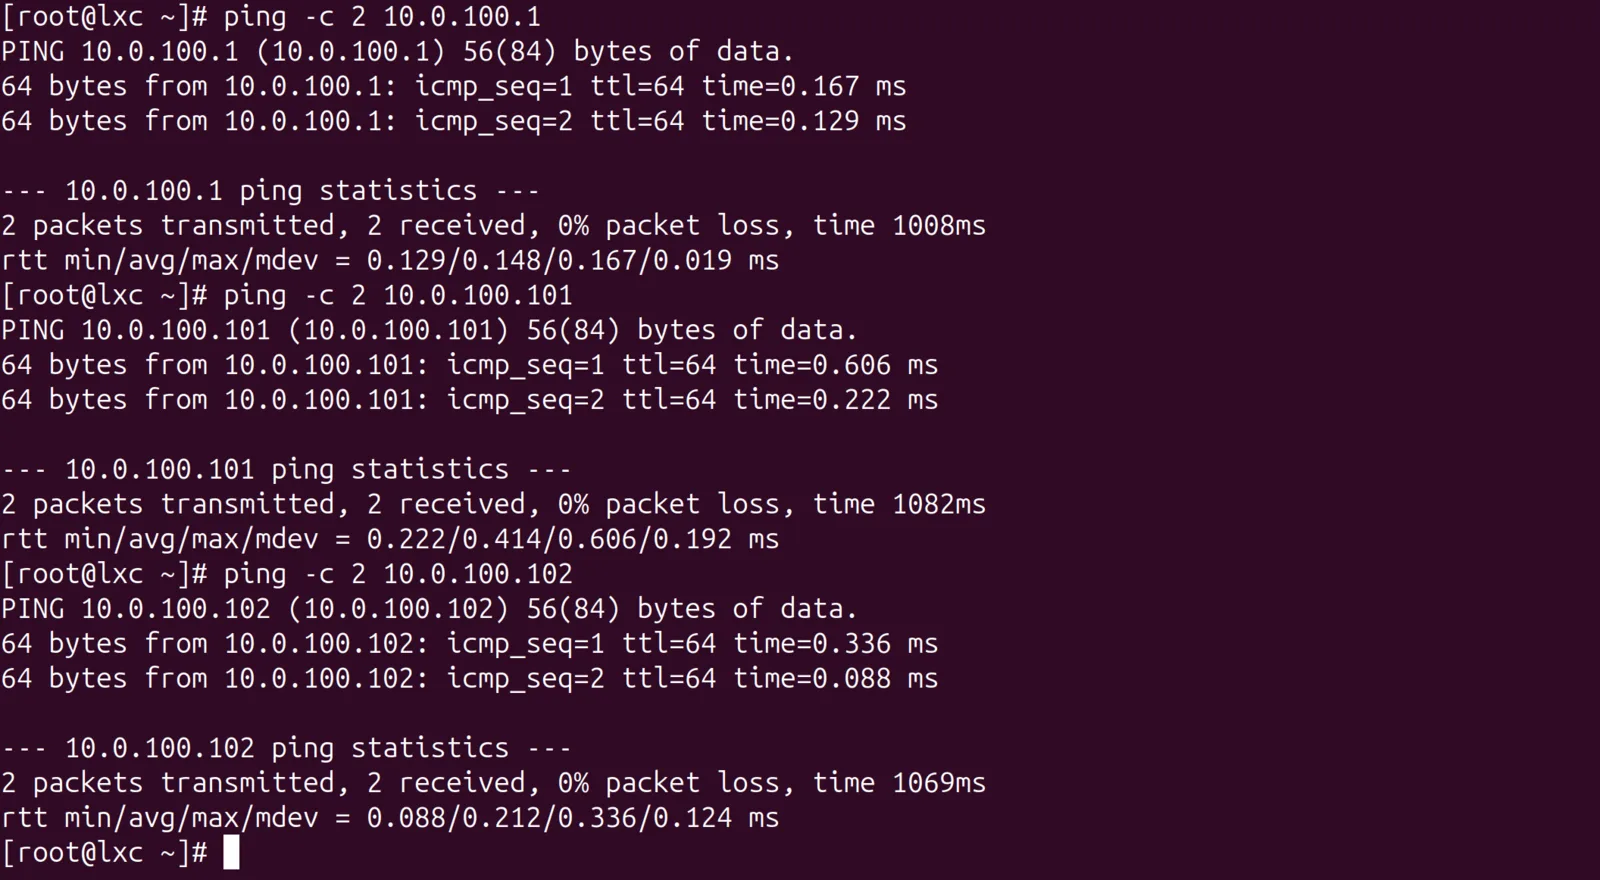 [root@lxc ~]# ping -c 2 10.0.100.1
PING 10.0.100.1 (10.0.100.1) 56(84) bytes of data.
64 bytes from 10.0.100.1: icmp_seq=1 ttl=64 time=0.167 ms
64 bytes from 10.0.100.1: icmp_seq=2 ttl=64 time=0.129 ms

--- 10.0.100.1 ping statistics ---
2 packets transmitted, 2 received, 0% packet loss, time 1008ms
rtt min/avg/max/mdev = 0.129/0.148/0.167/0.019 ms
[root@lxc ~]# ping -c 2 10.0.100.101
PING 10.0.100.101 (10.0.100.101) 56(84) bytes of data.
64 bytes from 10.0.100.101: icmp_seq=1 ttl=64 time=0.606 ms
64 bytes from 10.0.100.101: icmp_seq=2 ttl=64 time=0.222 ms

--- 10.0.100.101 ping statistics ---
2 packets transmitted, 2 received, 0% packet loss, time 1082ms
rtt min/avg/max/mdev = 0.222/0.414/0.606/0.192 ms
[root@lxc ~]# ping -c 2 10.0.100.102
PING 10.0.100.102 (10.0.100.102) 56(84) bytes of data.
64 bytes from 10.0.100.102: icmp_seq=1 ttl=64 time=0.336 ms
64 bytes from 10.0.100.102: icmp_seq=2 ttl=64 time=0.088 ms

--- 10.0.100.102 ping statistics ---
2 packets transmitted, 2 received, 0% packet loss, time 1069ms
rtt min/avg/max/mdev = 0.088/0.212/0.336/0.124 ms
[root@lxc ~]#